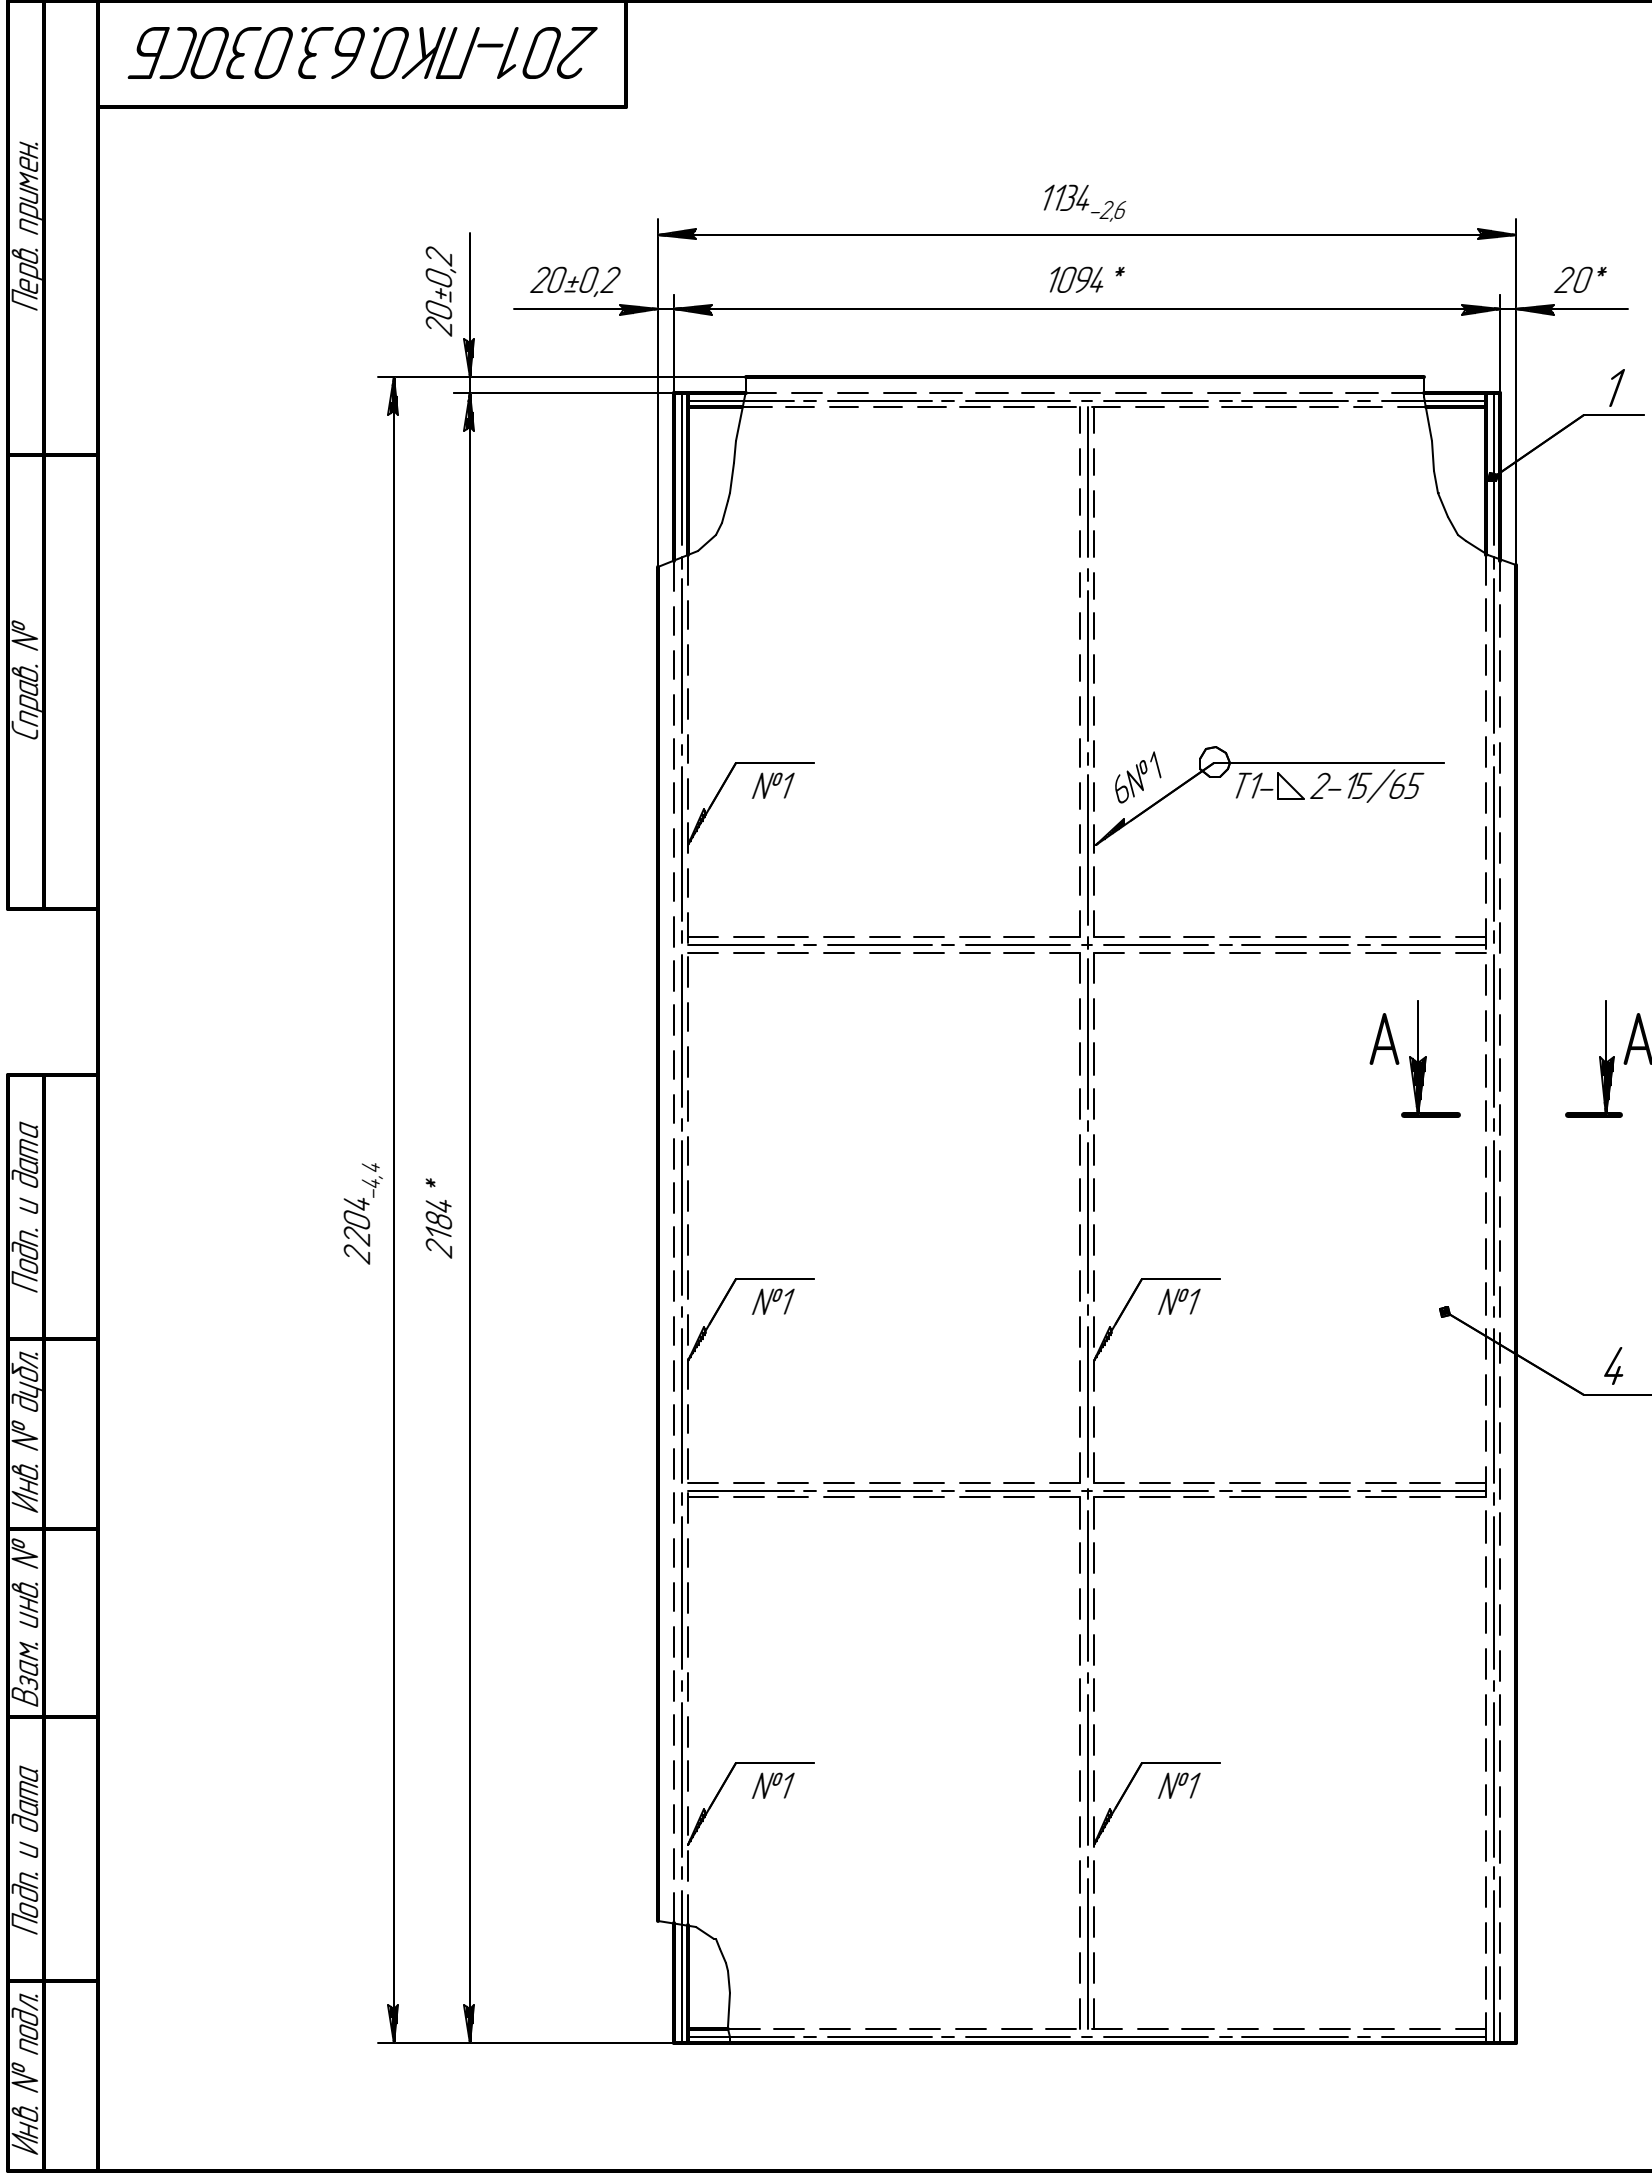 201-ПК0.63.030СБ
Перв. примен.
Справ. №
Подп. и дата
Инв. № дубл.
Взам. инв. №
Подп. и дата
Инв. № подл.
1134-2,6
20±0,2
1094*
20*
20±0,2
1
№1
6№1
Т1-◺2-15/65
А
А
2204-4,4
2184*
№1
№1
4
№1
№1